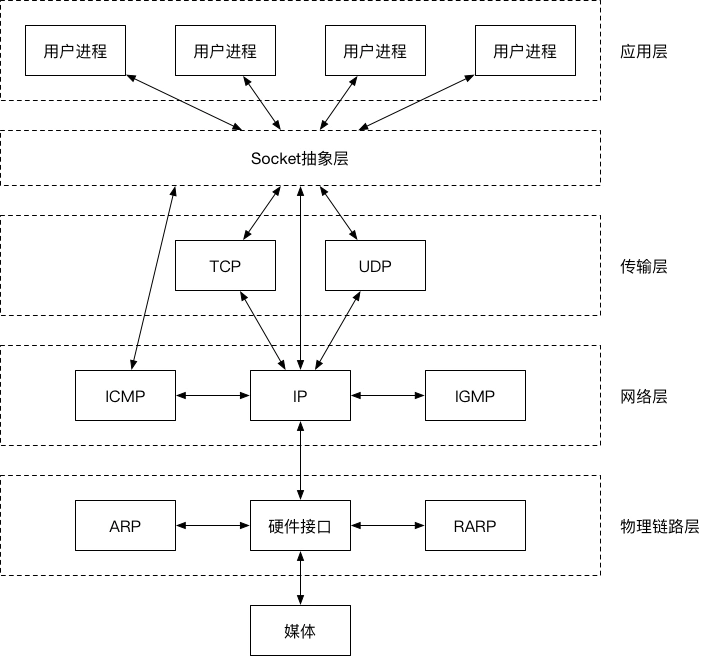 用户进程
用户进程
用户进程
用户进程
应用层
Socket抽象层
TCP
UDP
传输层
ICMP
IP
IGMP
网络层
ARP
硬件接口
RARP
物理链路层
媒体